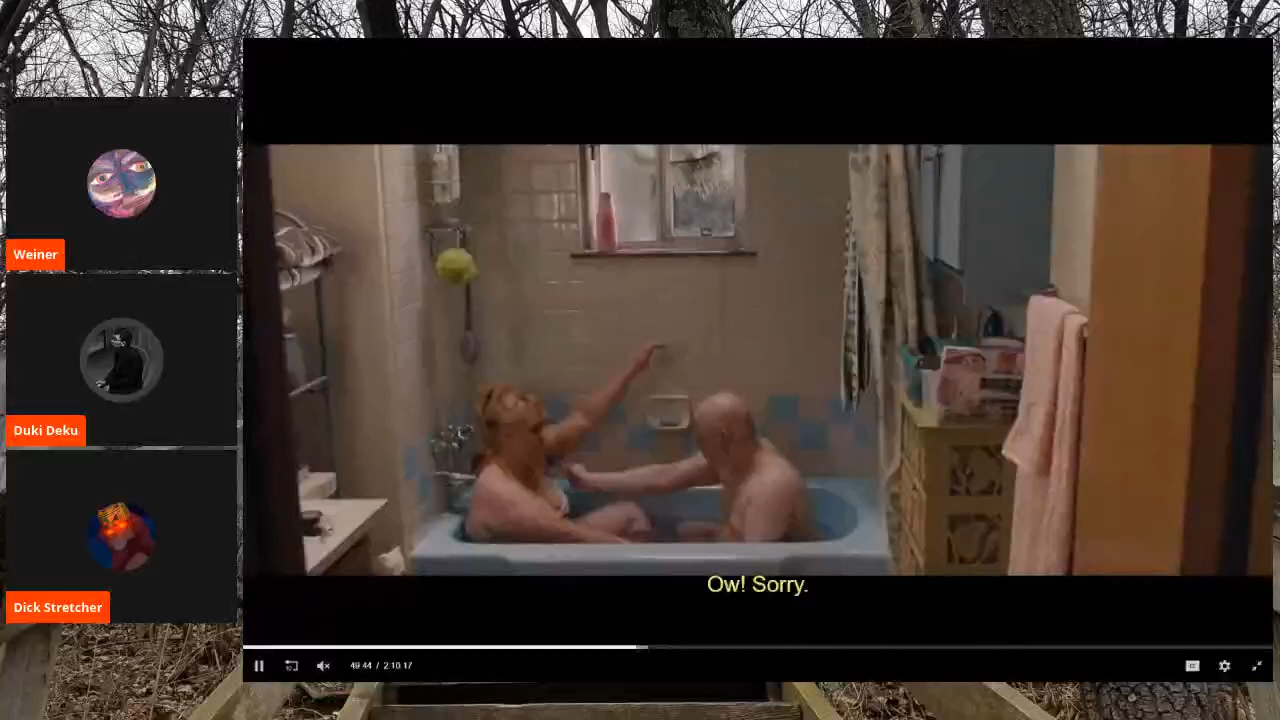 Weiner
Duki Deku
Dick Stretcher
Ow! Sorry.
49:44 / 2:10:17